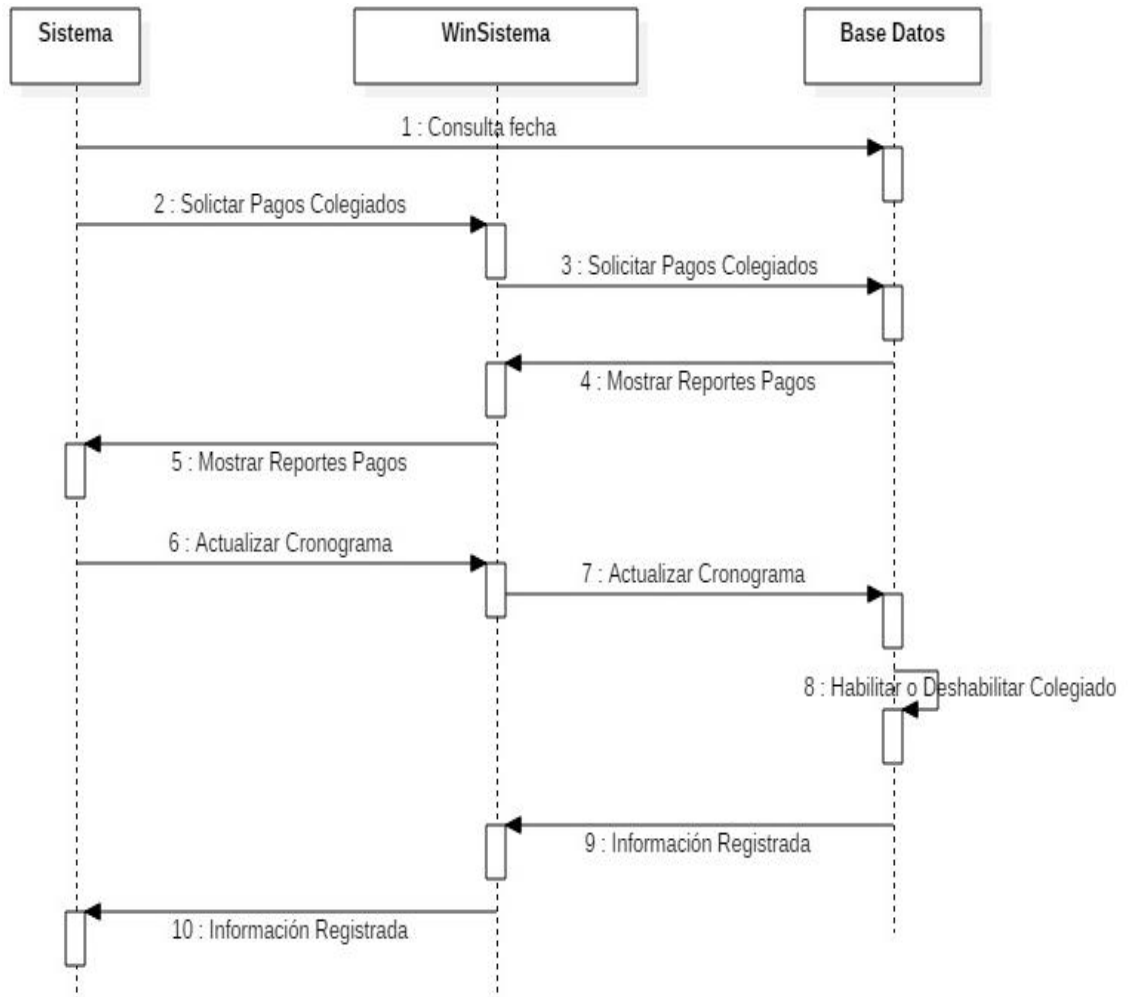 Sistema
WinSistema
Base Datos
1 : Consulta fecha
2 : Solictar Pagos Colegiados
3 : Solicitar Pagos Colegiados
4 : Mostrar Reportes Pagos
5 : Mostrar Reportes Pagos
6 : Actualizar Cronograma
7 : Actualizar Cronograma
8 : Habilitar o Deshabilitar Colegiado
9 : Información Registrada
10 : Información Registrada